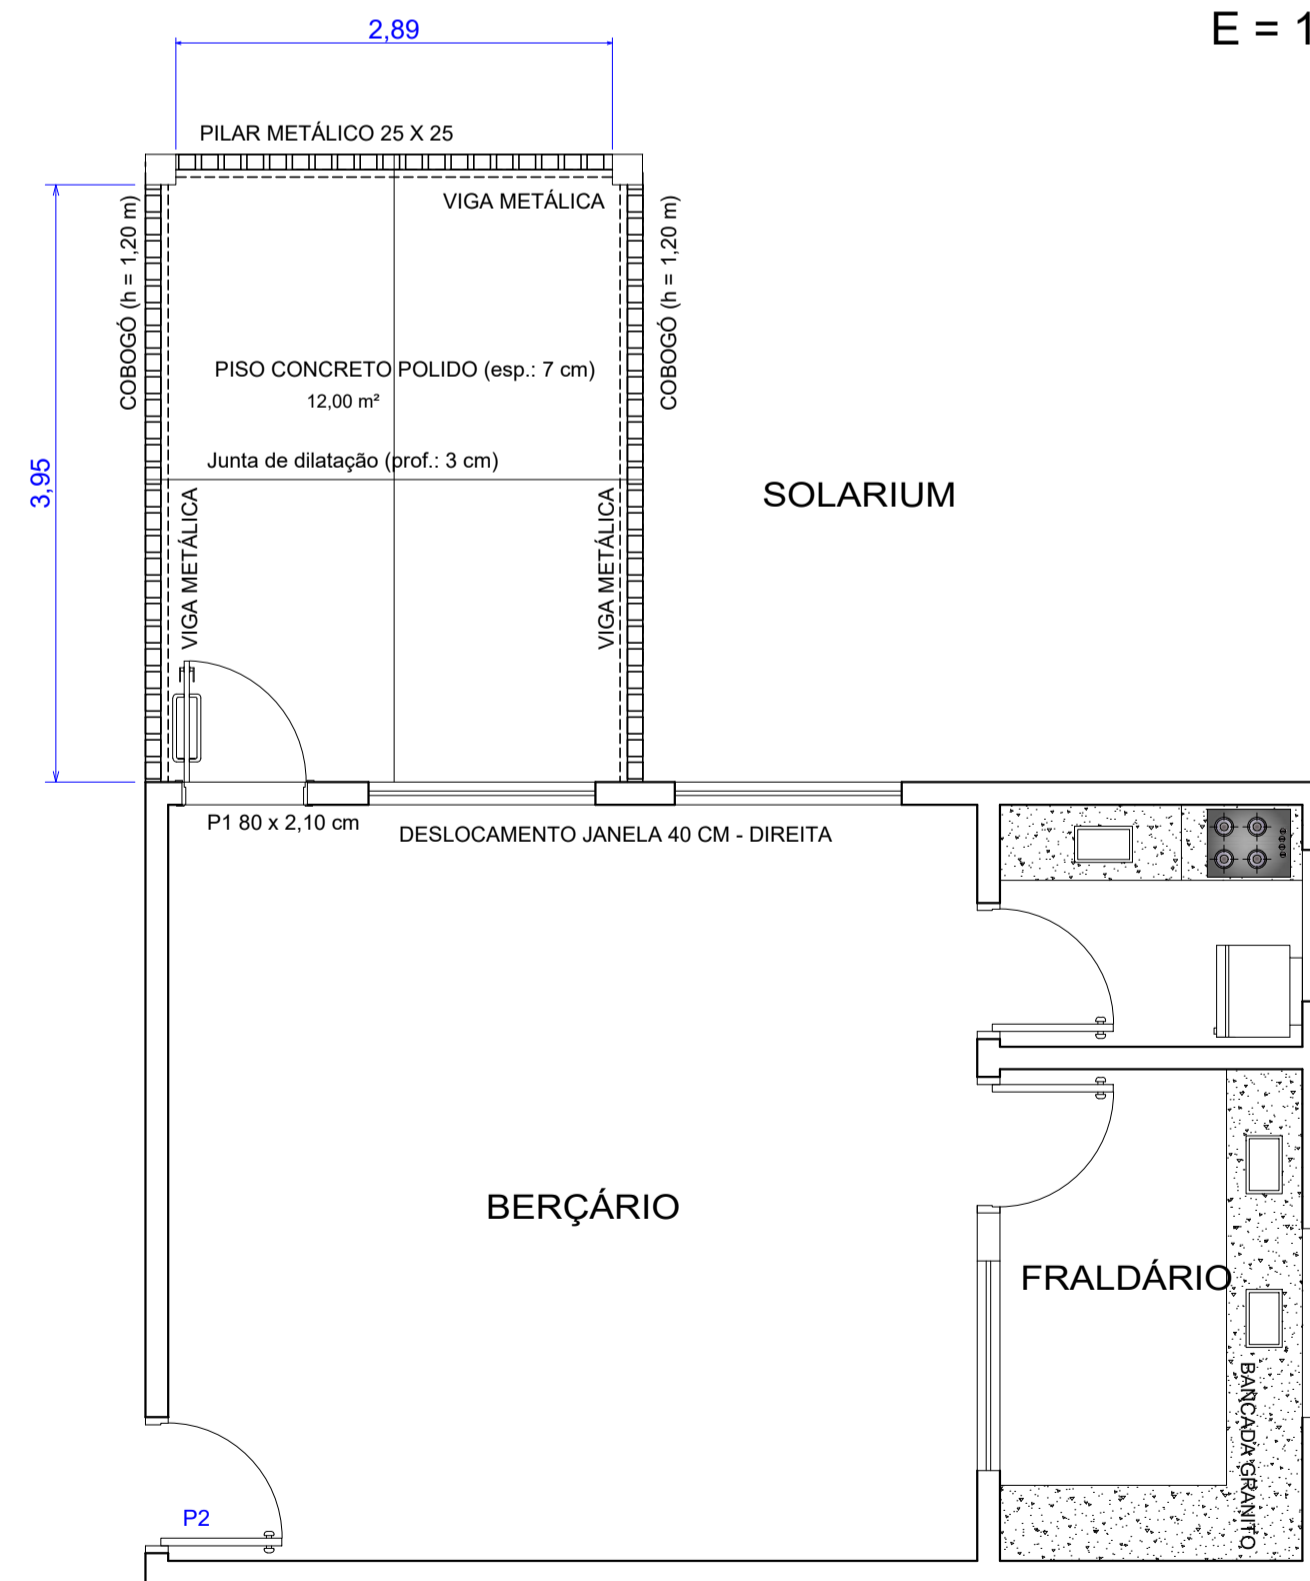 E = 1
2,89
PILAR METÁLICO 25 X 25
VIGA METÁLICA
COBOGÓ (h = 1,20 m)
COBOGÓ (h = 1,20 m)
PISO CONCRETO POLIDO (esp.: 7 cm)
12,00 m²
Junta de dilatação (prof.: 3 cm)
3,95
VIGA METÁLICA
VIGA METÁLICA
SOLARIUM
P1 80 x 2,10 cm
DESLOCAMENTO JANELA 40 CM - DIREITA
BERÇÁRIO
FRALDÁRIO
BANCADA GRANITO
P2